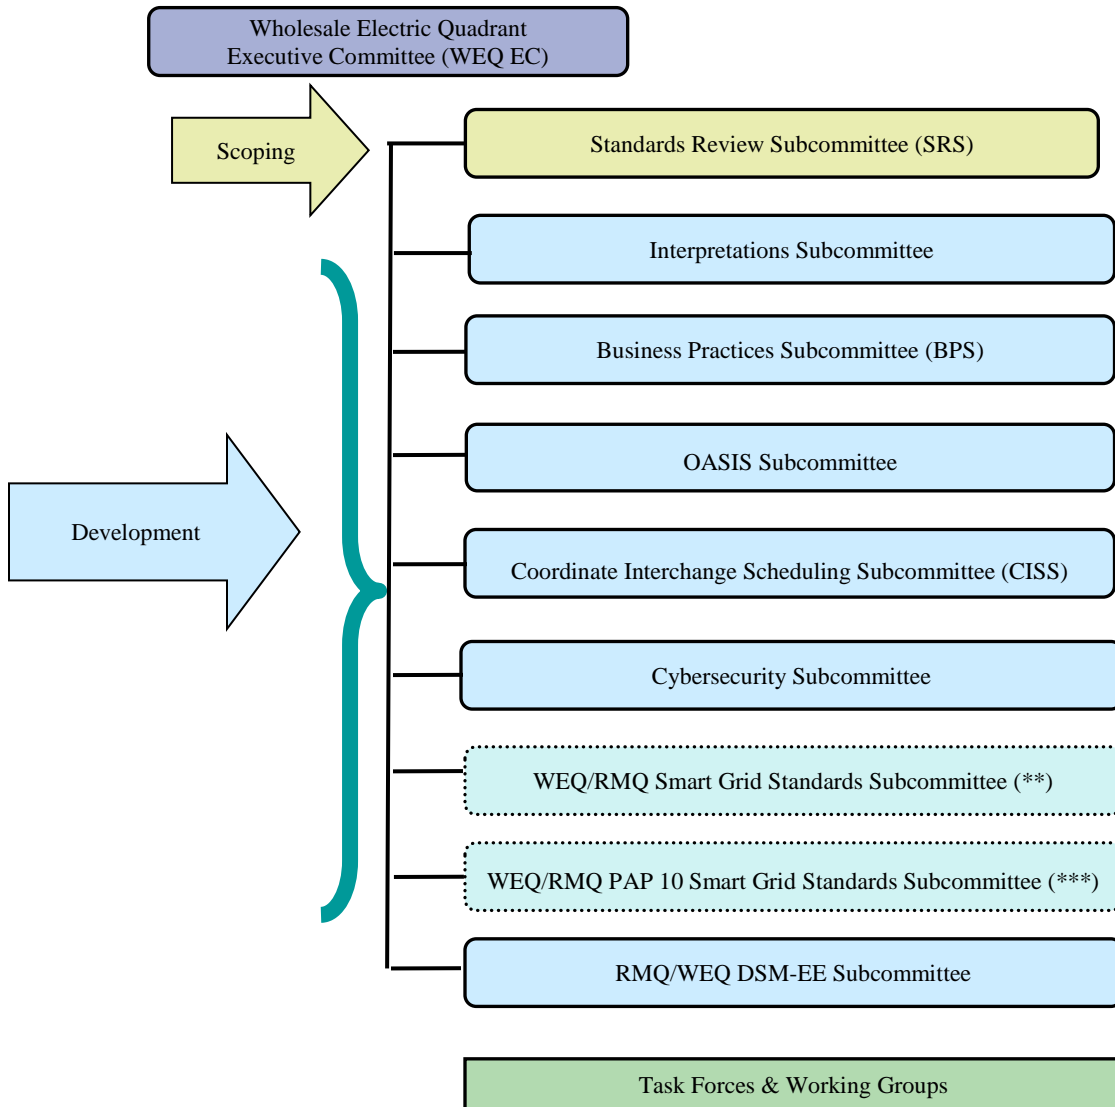 Wholesale Electric Quadrant
Executive Committee (WEQ EC)
Scoping
Standards Review Subcommittee (SRS)
Interpretations Subcommittee
Business Practices Subcommittee (BPS)
OASIS Subcommittee
Development
Coordinate Interchange Scheduling Subcommittee (CISS)
Cybersecurity Subcommittee
WEQ/RMQ Smart Grid Standards Subcommittee (**)
WEQ/RMQ PAP 10 Smart Grid Standards Subcommittee (***)
RMQ/WEQ DSM-EE Subcommittee
Task Forces & Working Groups